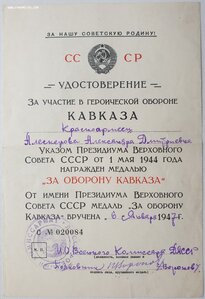 ЗА НАШУ СОВЕТСКУЮ РОДИНУ!
СС СР
УДОСТОВЕРЕНИЕ
ЗА УЧАСТИЕ В ГЕРОИЧЕСКОЙ ОБОРОНЕ
КАВКАЗА
Красноармеец
Александра Дмитриевна
УКАЗОМ ПРЕЗИДИУМА ВЕРХОВНОГО
СОВЕТА СССР ОТ 1 МАЯ 1944 ГОДА
НАГРАЖДЕН МЕДАЛЬЮ
„ЗА ОБОРОНУ КАВКАЗА“
ОТ ИМЕНИ ПРЕЗИДИУМА ВЕРХОВНОГО
СОВЕТА СССР МЕДАЛЬ „ЗА ОБОРОНУ
КАВКАЗА“ ВРУЧЕНА 6 Января 1947 г.
С № 020084
И.О. Военного Комиссара